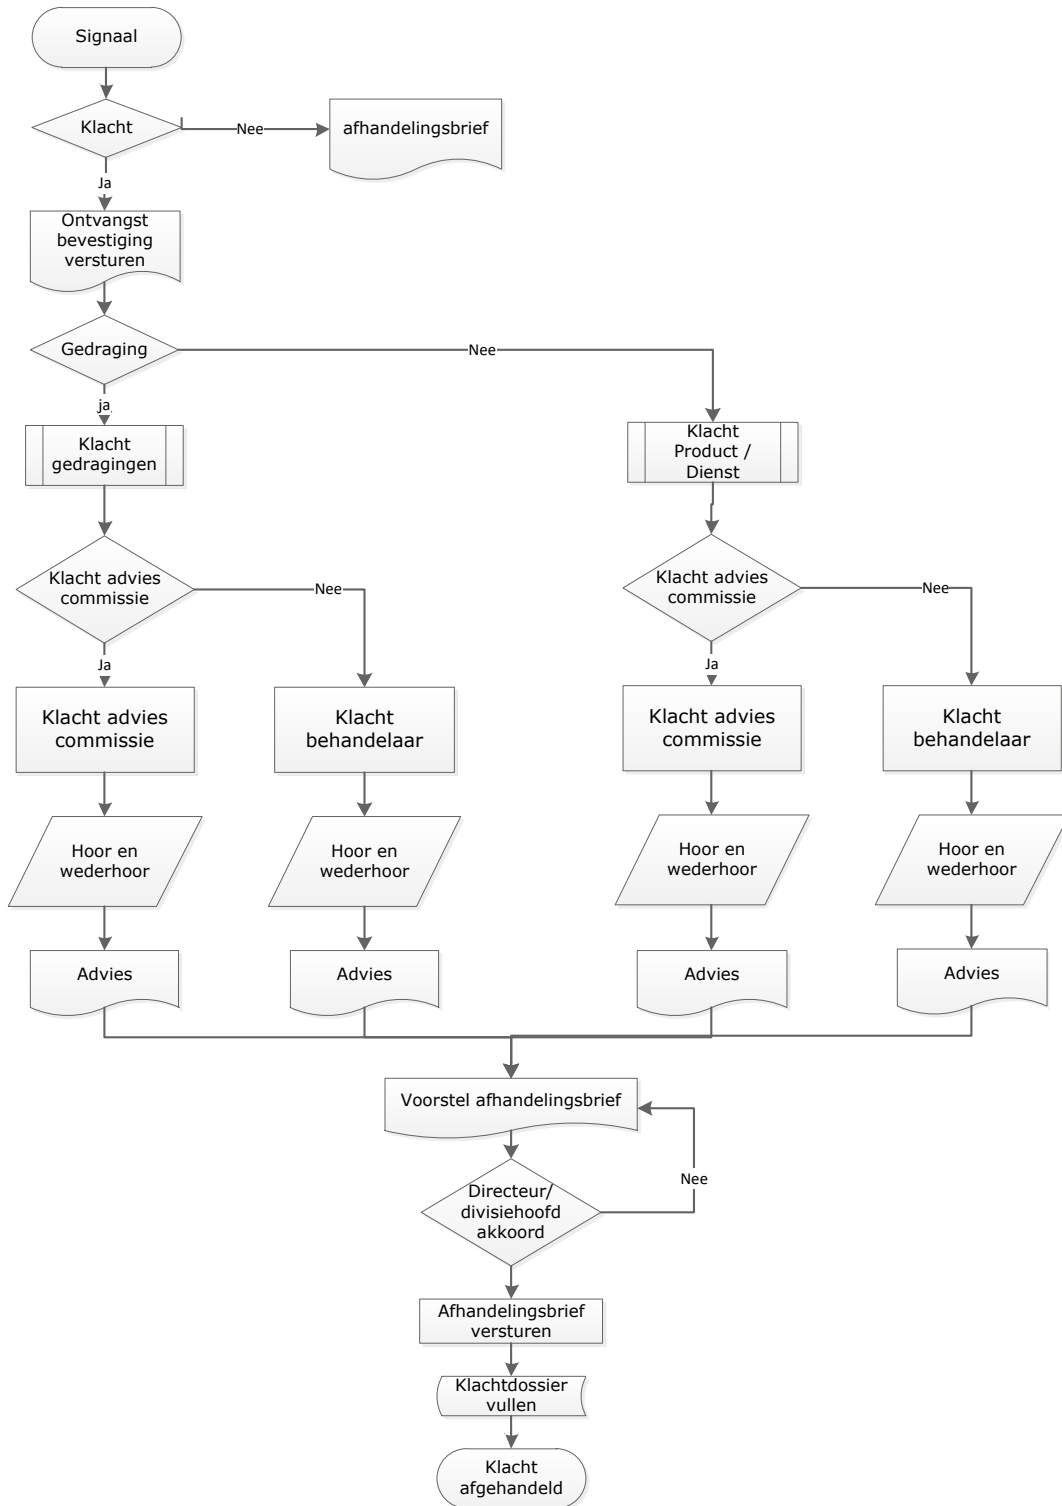 Signaal
Klacht
Nee
afhandelingsbrief
Ja
Ontvangst
bevestiging
versturen
Gedraging
Nee
ja
Klacht
gedragingen
Klacht
Product /
Dienst
Klacht advies
commissie
Nee
Klacht advies
commissie
Nee
Ja
Ja
Klacht advies
commissie
Klacht
behandelaar
Klacht advies
commissie
Klacht
behandelaar
Hoor en
wederhoor
Hoor en
wederhoor
Hoor en
wederhoor
Hoor en
wederhoor
Advies
Advies
Advies
Advies
Voorstel afhandelingsbrief
Nee
Directeur/
divisiehoofd
akkoord
Afhandelingsbrief
versturen
Klachtdossier
vullen
Klacht
afgehandeld